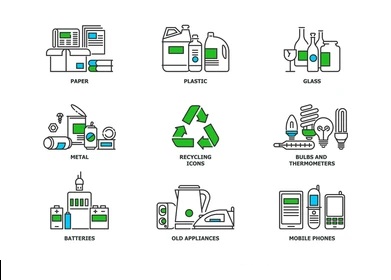 PAPER
PLASTIC
GLASS
METAL
RECYCLING
ICONS
BULBS AND
THERMOMETERS
BATTERIES
OLD APPLIANCES
MOBILE PHONES